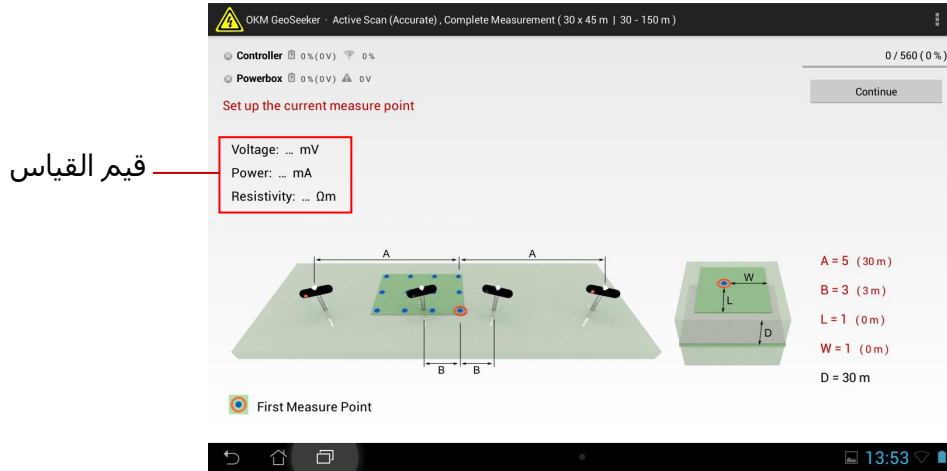 OKM GeoSeeker · Active Scan (Accurate) , Complete Measurement ( 30 x 45 m | 30 - 150 m )
Controller 0 % ( 0 V ) 0 %
0 / 560 ( 0 % )
Powerbox 0 % ( 0 V ) 0 V
Continue
Set up the current measure point
قيم القياس
Voltage: ... mV
Power: ... mA
Resistivity: ... Ωm
A A
W
L
D
B B
A = 5 ( 30 m )
B = 3 ( 3 m )
L = 1 ( 0 m )
W = 1 ( 0 m )
D = 30 m
First Measure Point
13:53